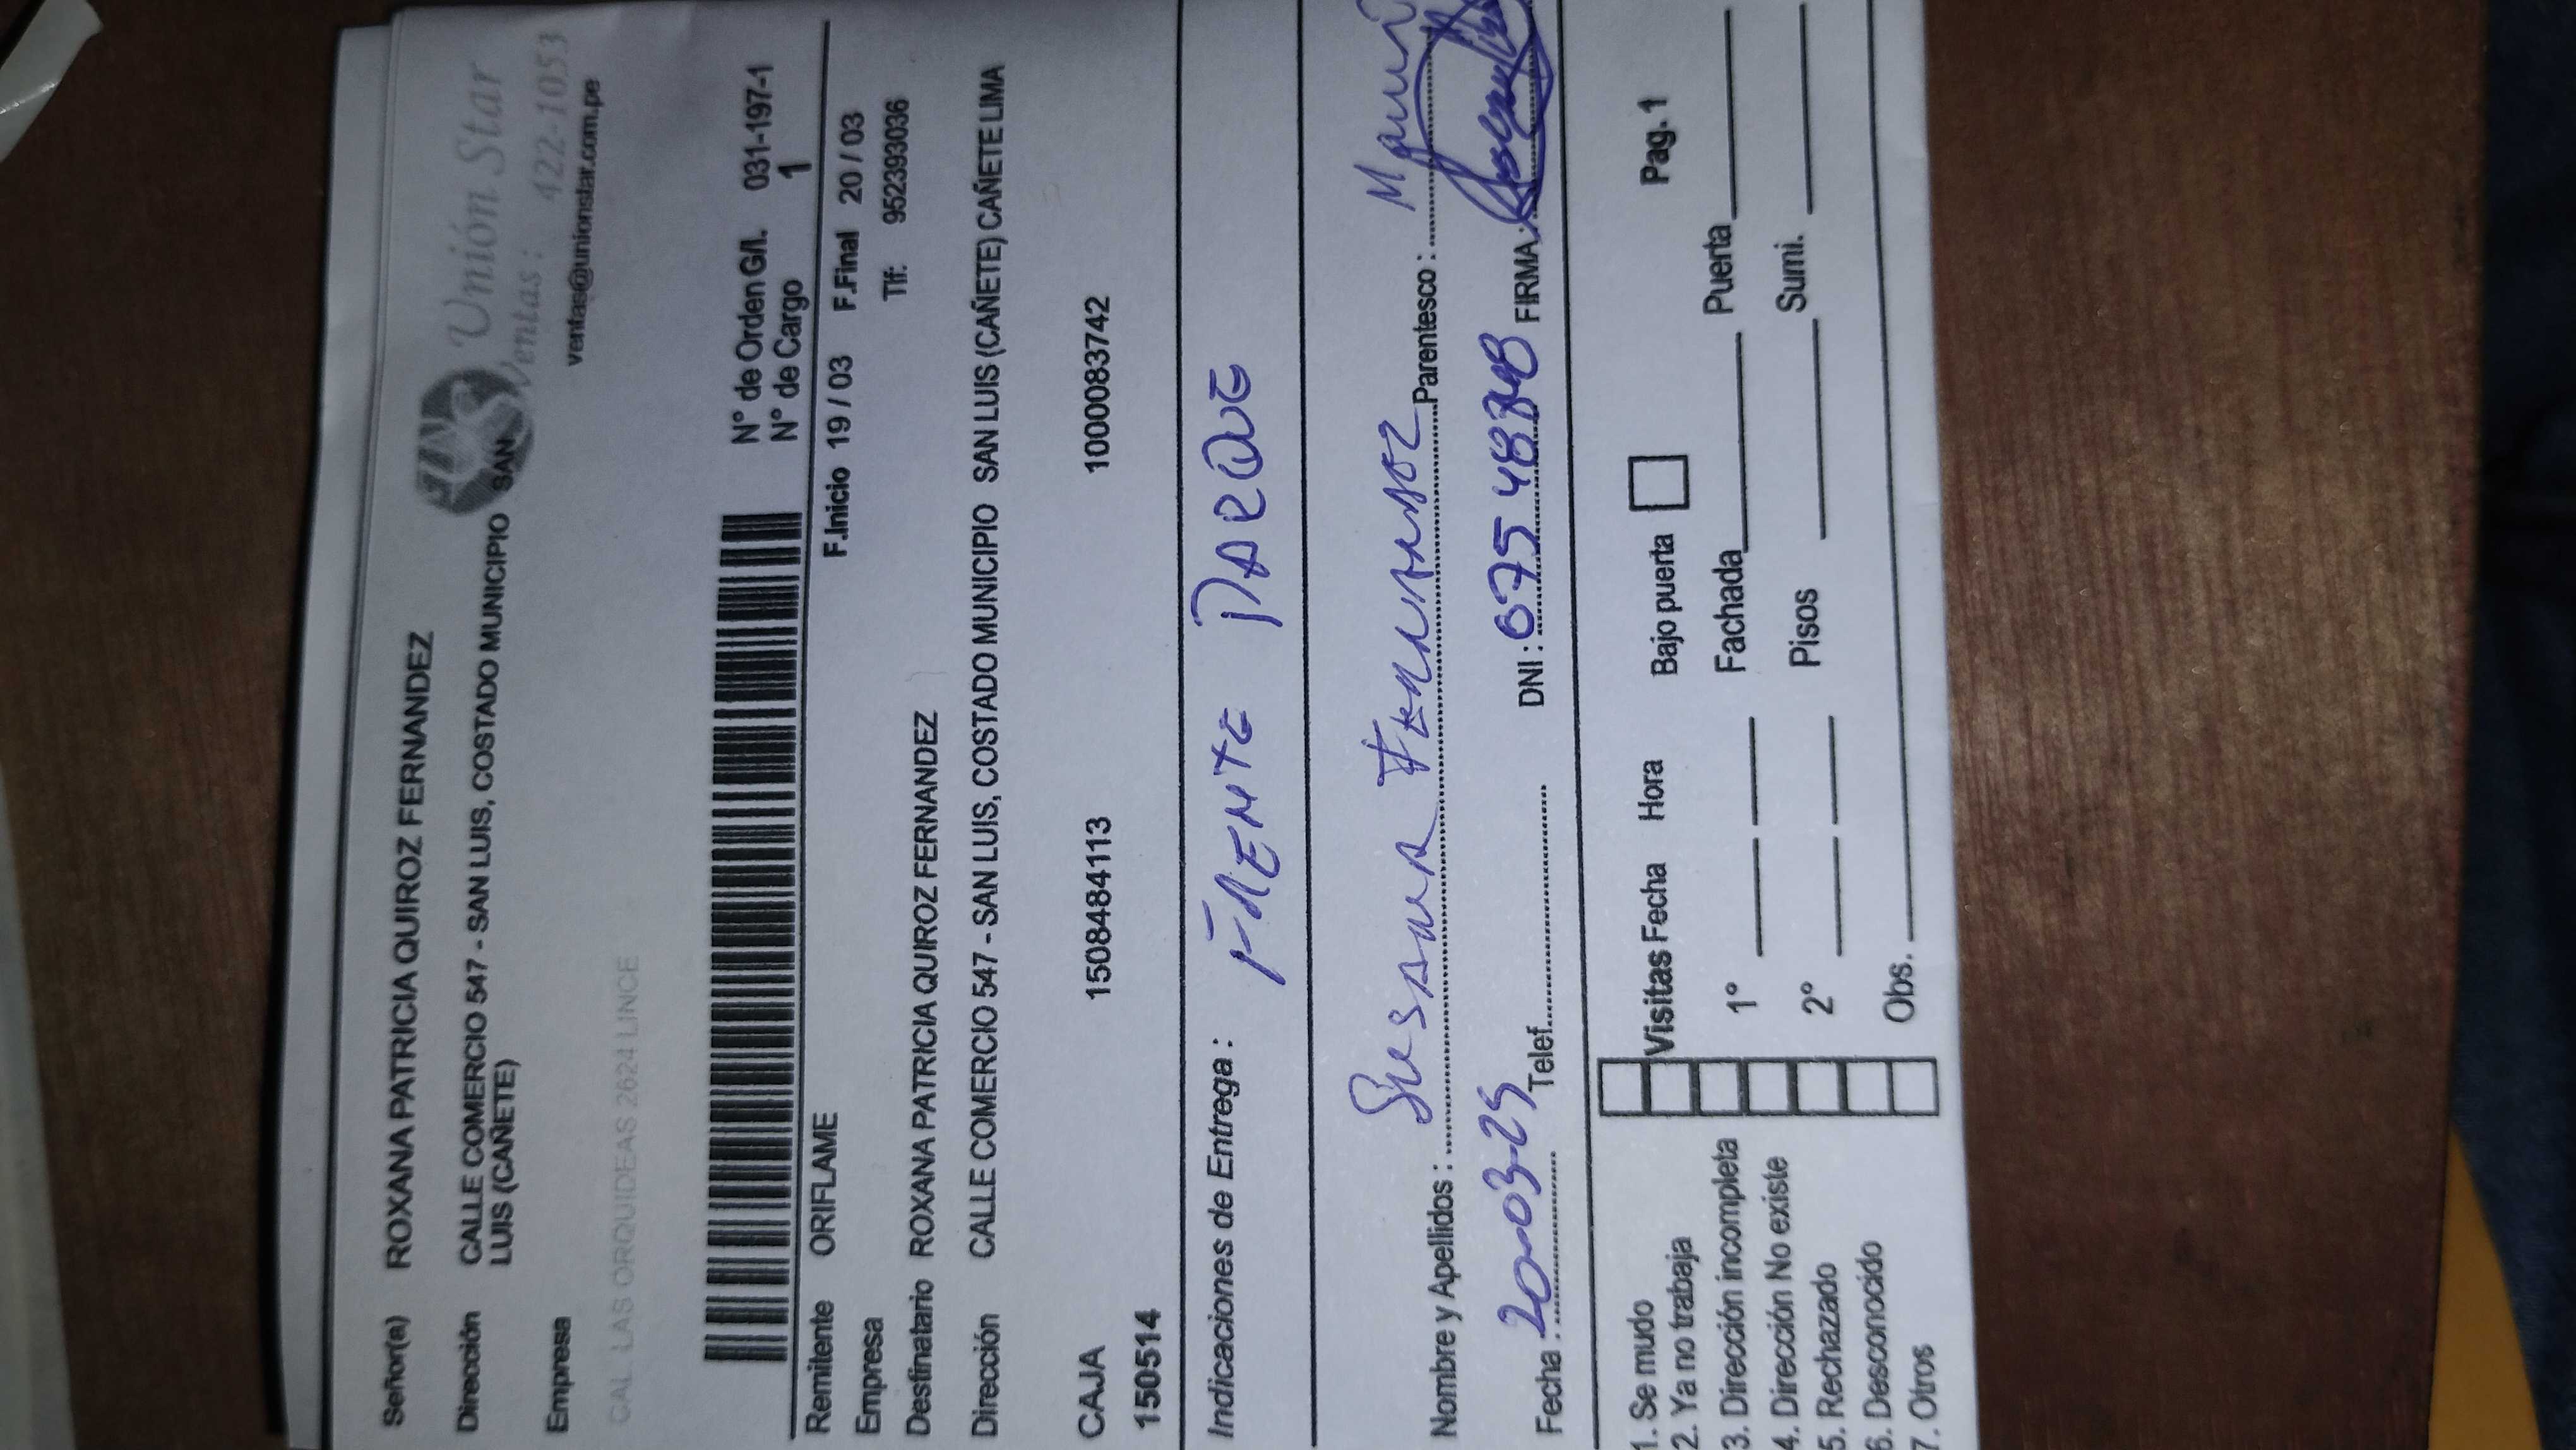 Señor(a) ROXANA PATRICIA QUIROZ FERNANDEZ
Unión Star
Dirección CALLE COMERCIO 547 - SAN LUIS, COSTADO MUNICIPIO SAN
LUIS (CAÑETE)
Ventas: 422-1053
Empresa
ventas@unionstar.com.pe
CAL. LAS ORQUIDEAS 2624 LINCE
N° de Orden G/I. 031-197-1
N° de Cargo 1
Remitente ORIFLAME
F.Inicio 19 / 03 F.Final 20 / 03
Empresa
Tlf: 952393036
Destinatario ROXANA PATRICIA QUIROZ FERNANDEZ
Dirección CALLE COMERCIO 547 - SAN LUIS, COSTADO MUNICIPIO SAN LUIS (CAÑETE) CAÑETE LIMA
CAJA 1508484113 1000083742
150514
Indicaciones de Entrega : FRENTE PARQUE
Nombre y Apellidos : Susana Fernandez Parentesco :
Fecha : 20-03-25 Telef. DNI : FIRMA:
1. Se mudo
2. Ya no trabaja
3. Dirección incompleta
4. Dirección No existe
5. Rechazado
6. Desconocido
7. Otros
Visitas Fecha Hora Bajo puerta Pag. 1
1° Fachada Puerta
2° Pisos Sumi.
Obs.